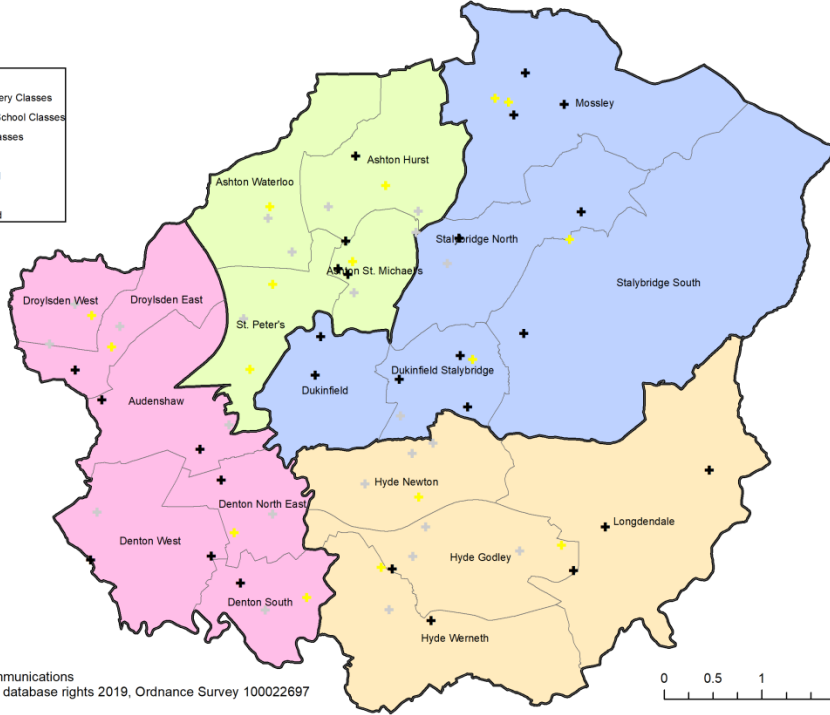 ery Classes
School Classes
asses
d
Mossley
Ashton Hurst
Ashton Waterloo
Stalybridge North
Ashton St. Michael's
Stalybridge South
Droylsden West
Droylsden East
St. Peter's
Dukinfield Stalybridge
Dukinfield
Audenshaw
Hyde Newton
Denton North East
Longdendale
Denton West
Hyde Godley
Denton South
Hyde Werneth
mmunications
database rights 2019, Ordnance Survey 100022697
0 0.5 1